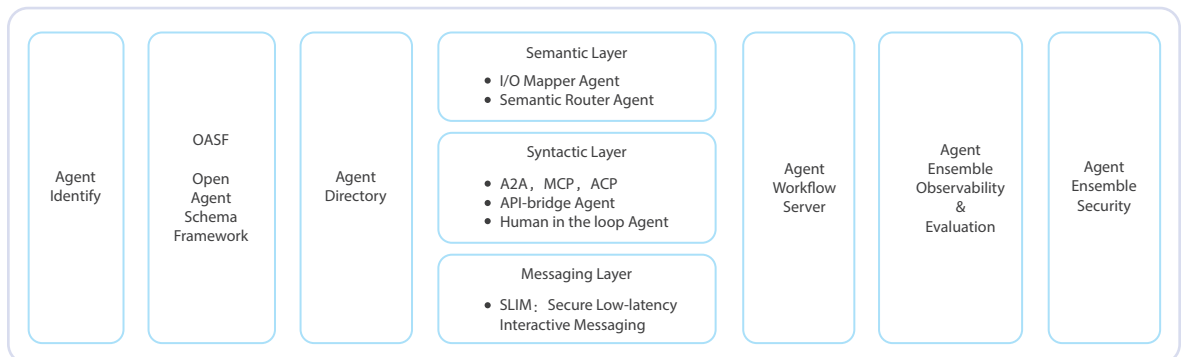 Agent
Identify
OASF
Open
Agent
Schema
Framework
Agent
Directory
Semantic Layer
• I/O Mapper Agent
• Semantic Router Agent
Syntactic Layer
• A2A，MCP，ACP
• API-bridge Agent
• Human in the loop Agent
Messaging Layer
• SLIM：Secure Low-latency
Interactive Messaging
Agent
Workflow
Server
Agent
Ensemble
Observability
&
Evaluation
Agent
Ensemble
Security